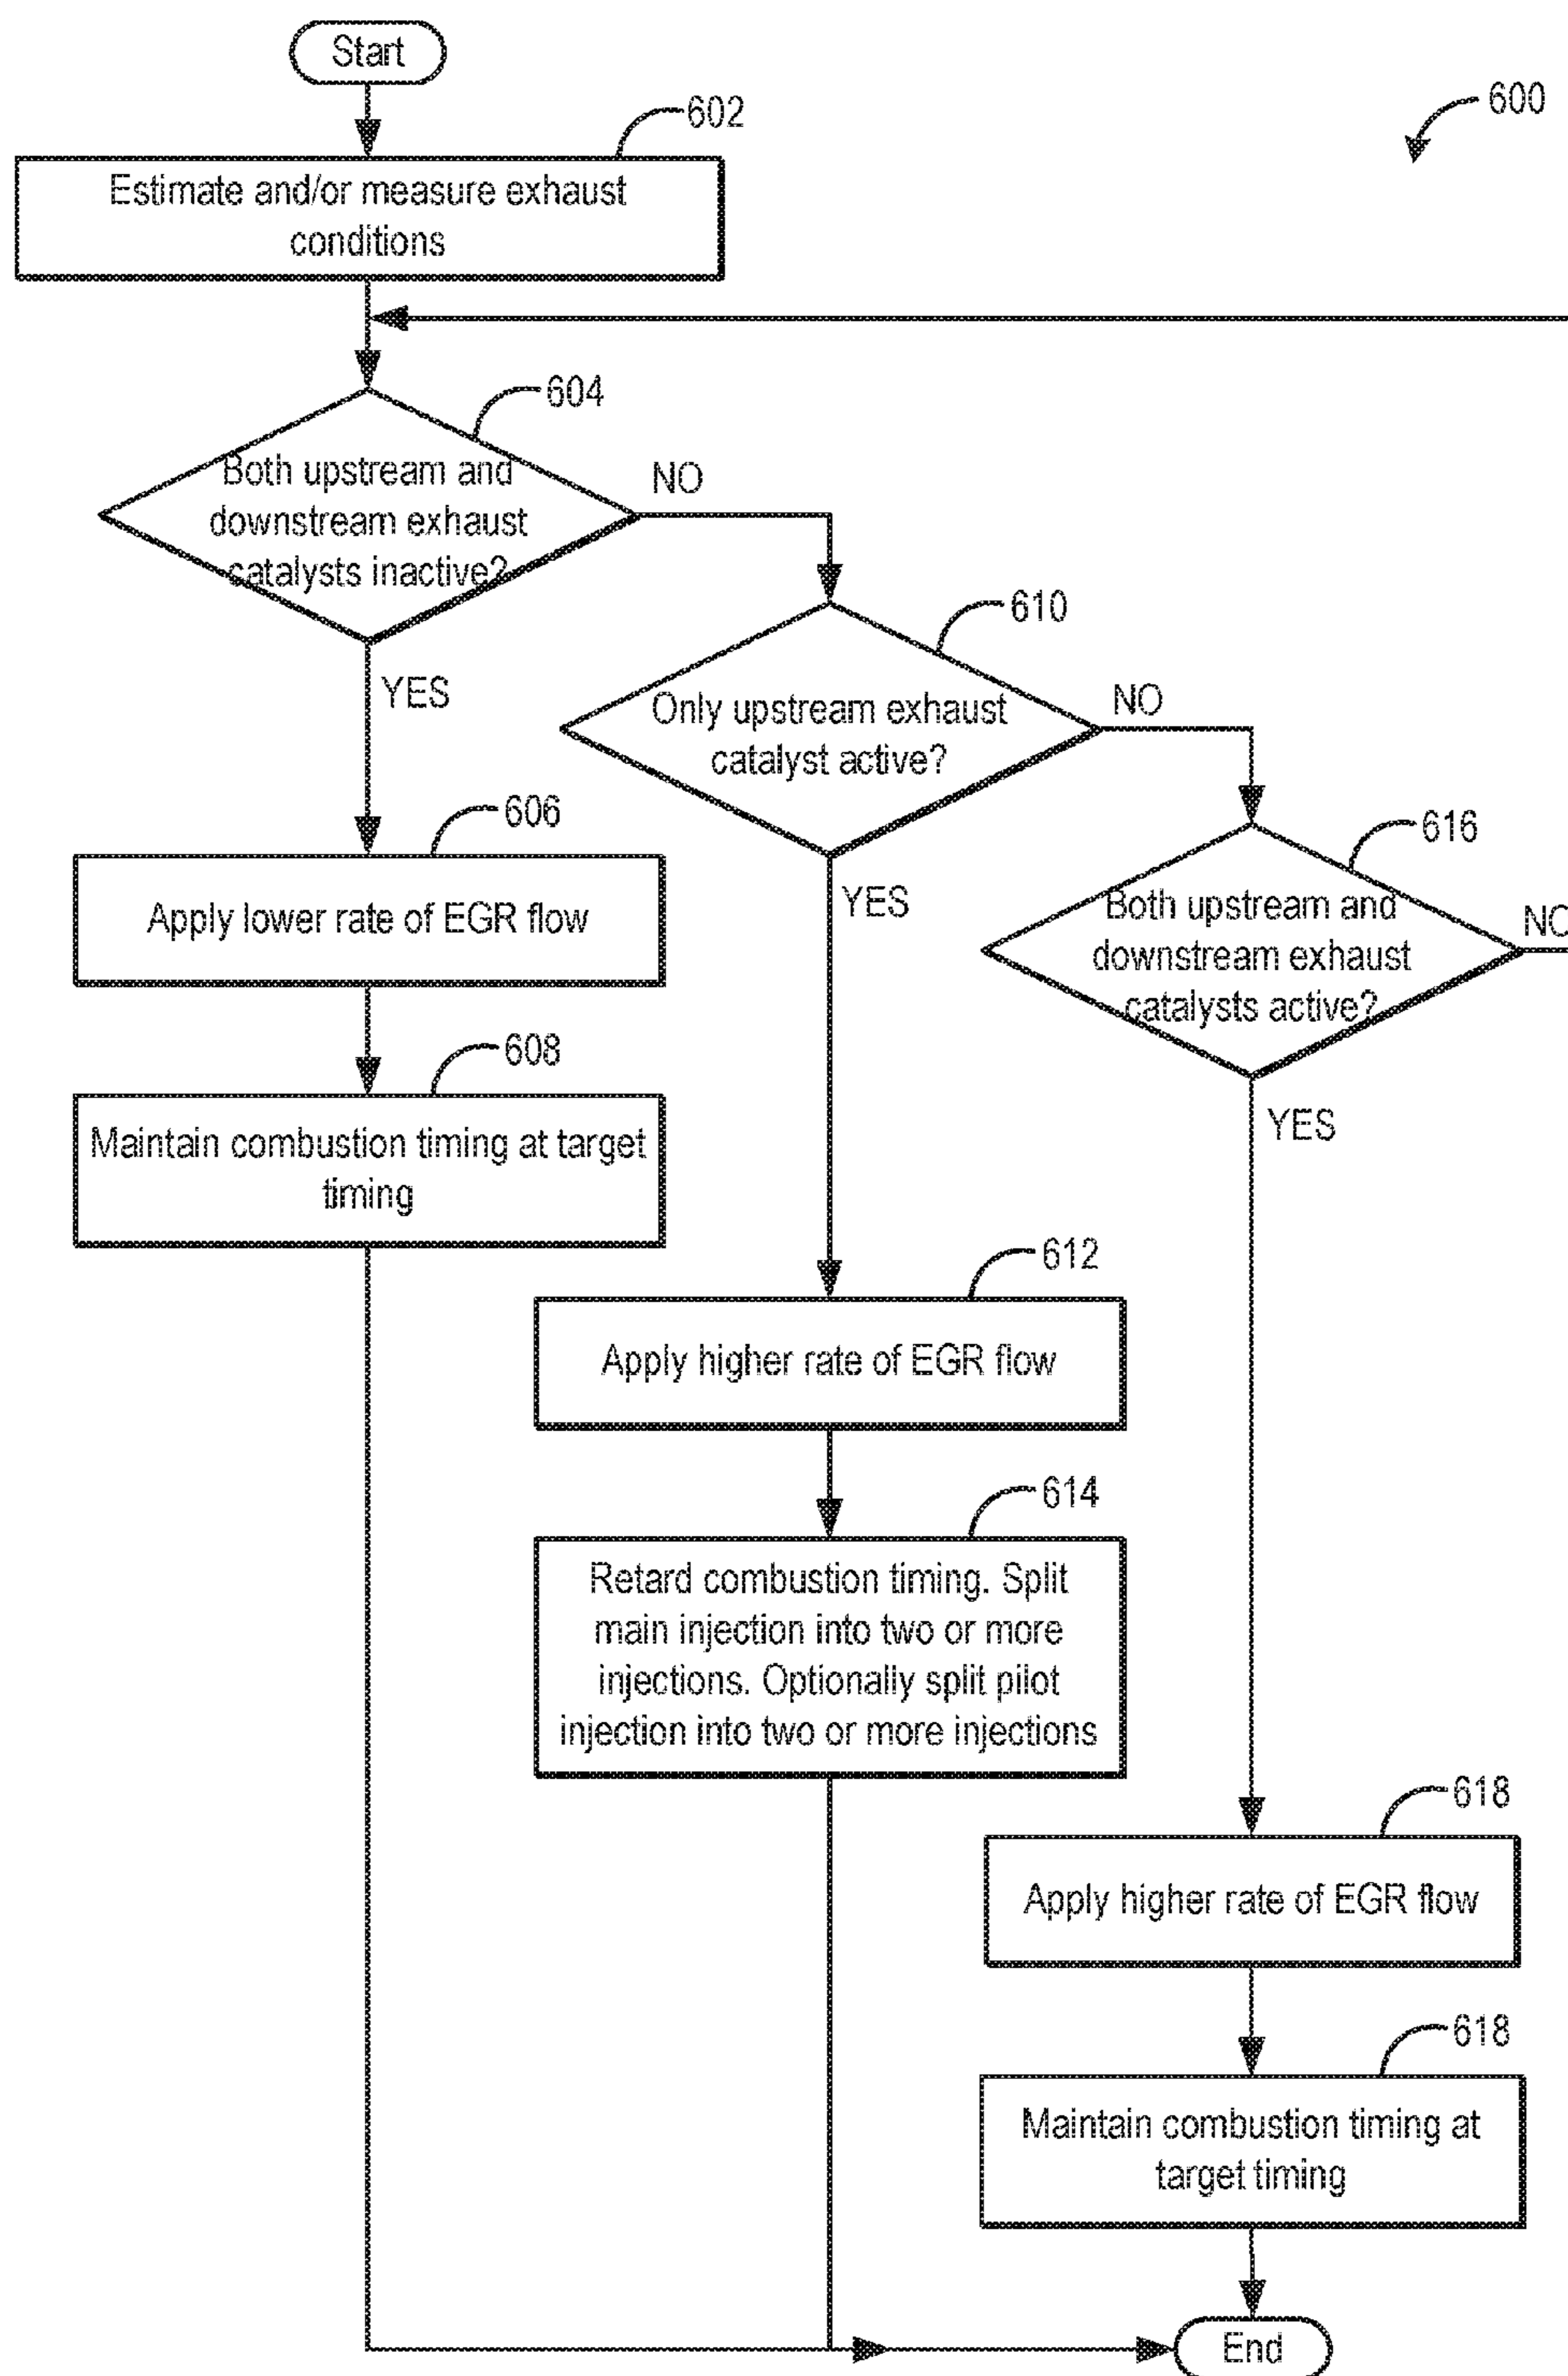 Start
602
600
Estimate and/or measure exhaust
conditions
604
Both upstream and
downstream exhaust
catalysts inactive?
NO
YES
610
Only upstream exhaust
catalyst active?
NO
YES
616
Both upstream and
downstream exhaust
catalysts active?
NO
YES
606
Apply lower rate of EGR flow
608
Maintain combustion timing at target
timing
612
Apply higher rate of EGR flow
614
Retard combustion timing. Split
main injection into two or more
injections. Optionally split pilot
injection into two or more injections
618
Apply higher rate of EGR flow
618
Maintain combustion timing at
target timing
End